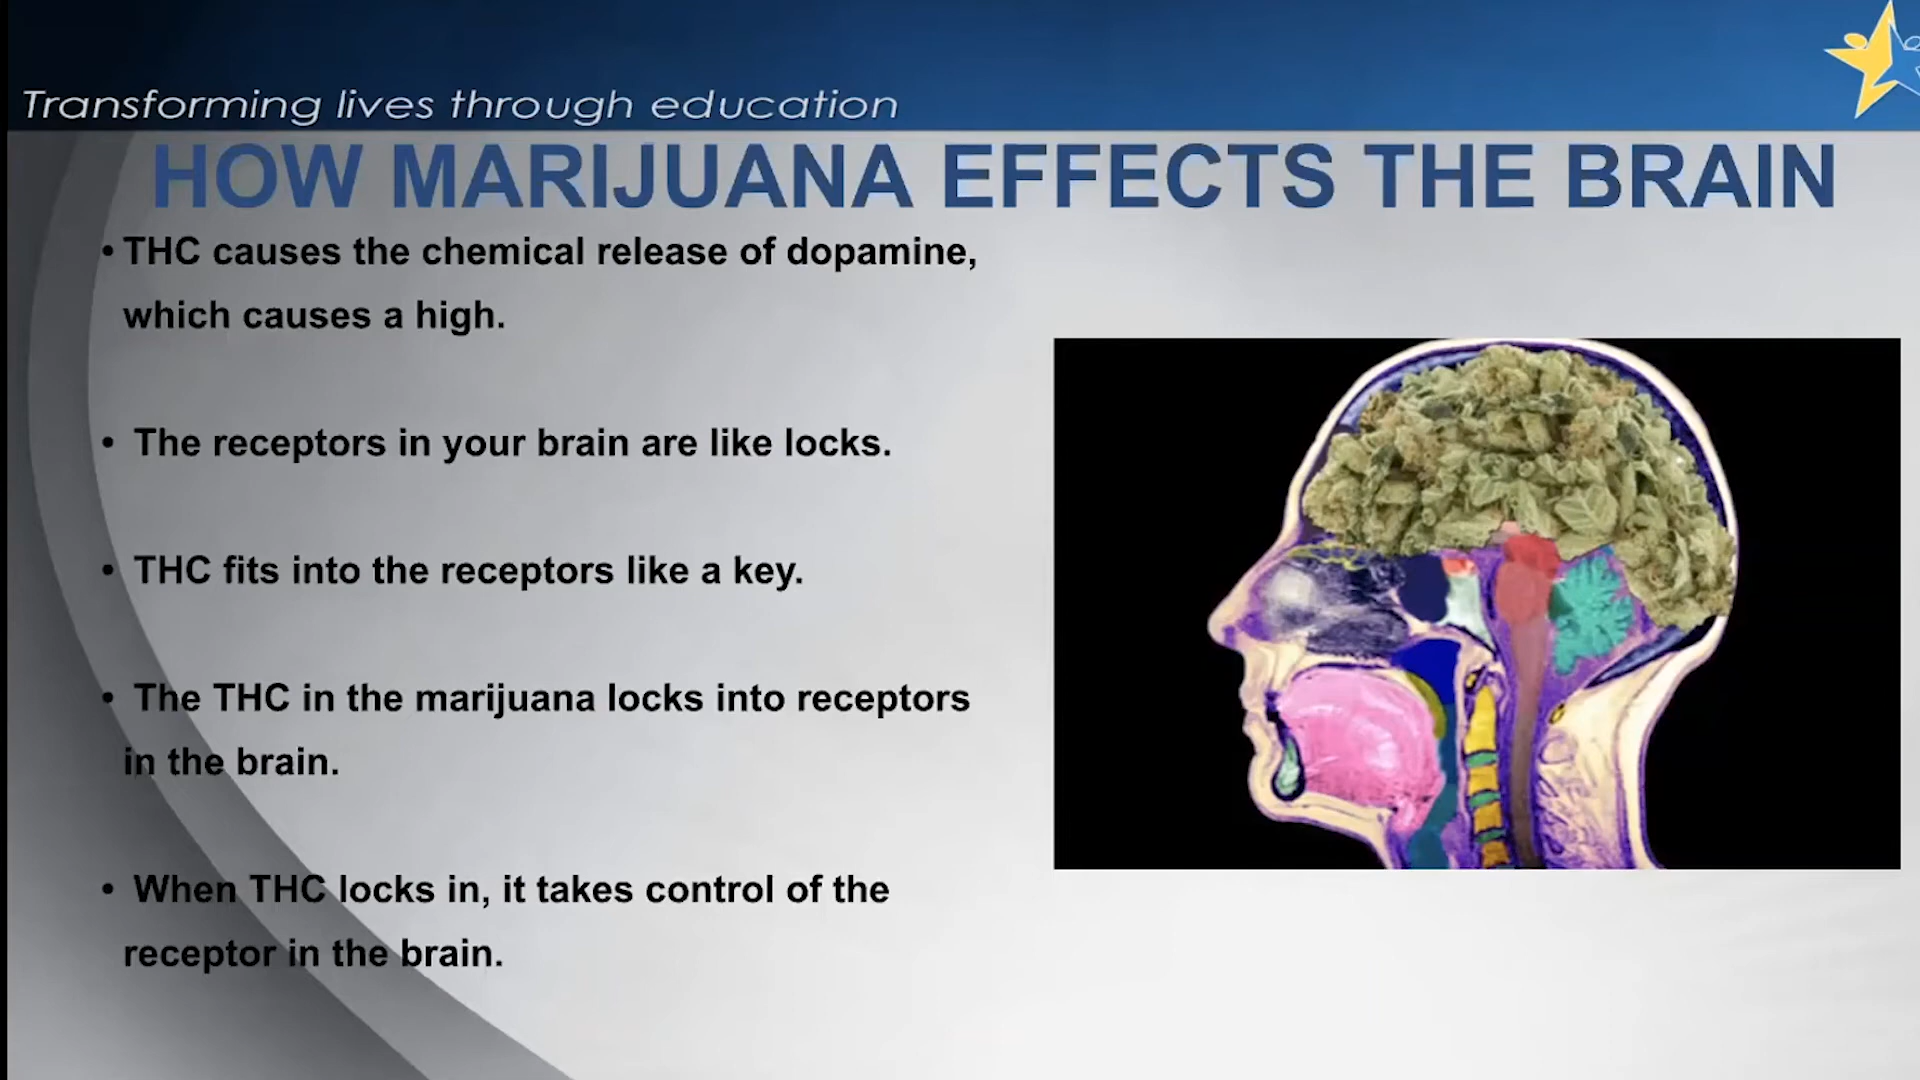 Transforming lives through education
HOW MARIJUANA EFFECTS THE BRAIN
• THC causes the chemical release of dopamine,
which causes a high.
• The receptors in your brain are like locks.
• THC fits into the receptors like a key.
• The THC in the marijuana locks into receptors
in the brain.
• When THC locks in, it takes control of the
receptor in the brain.